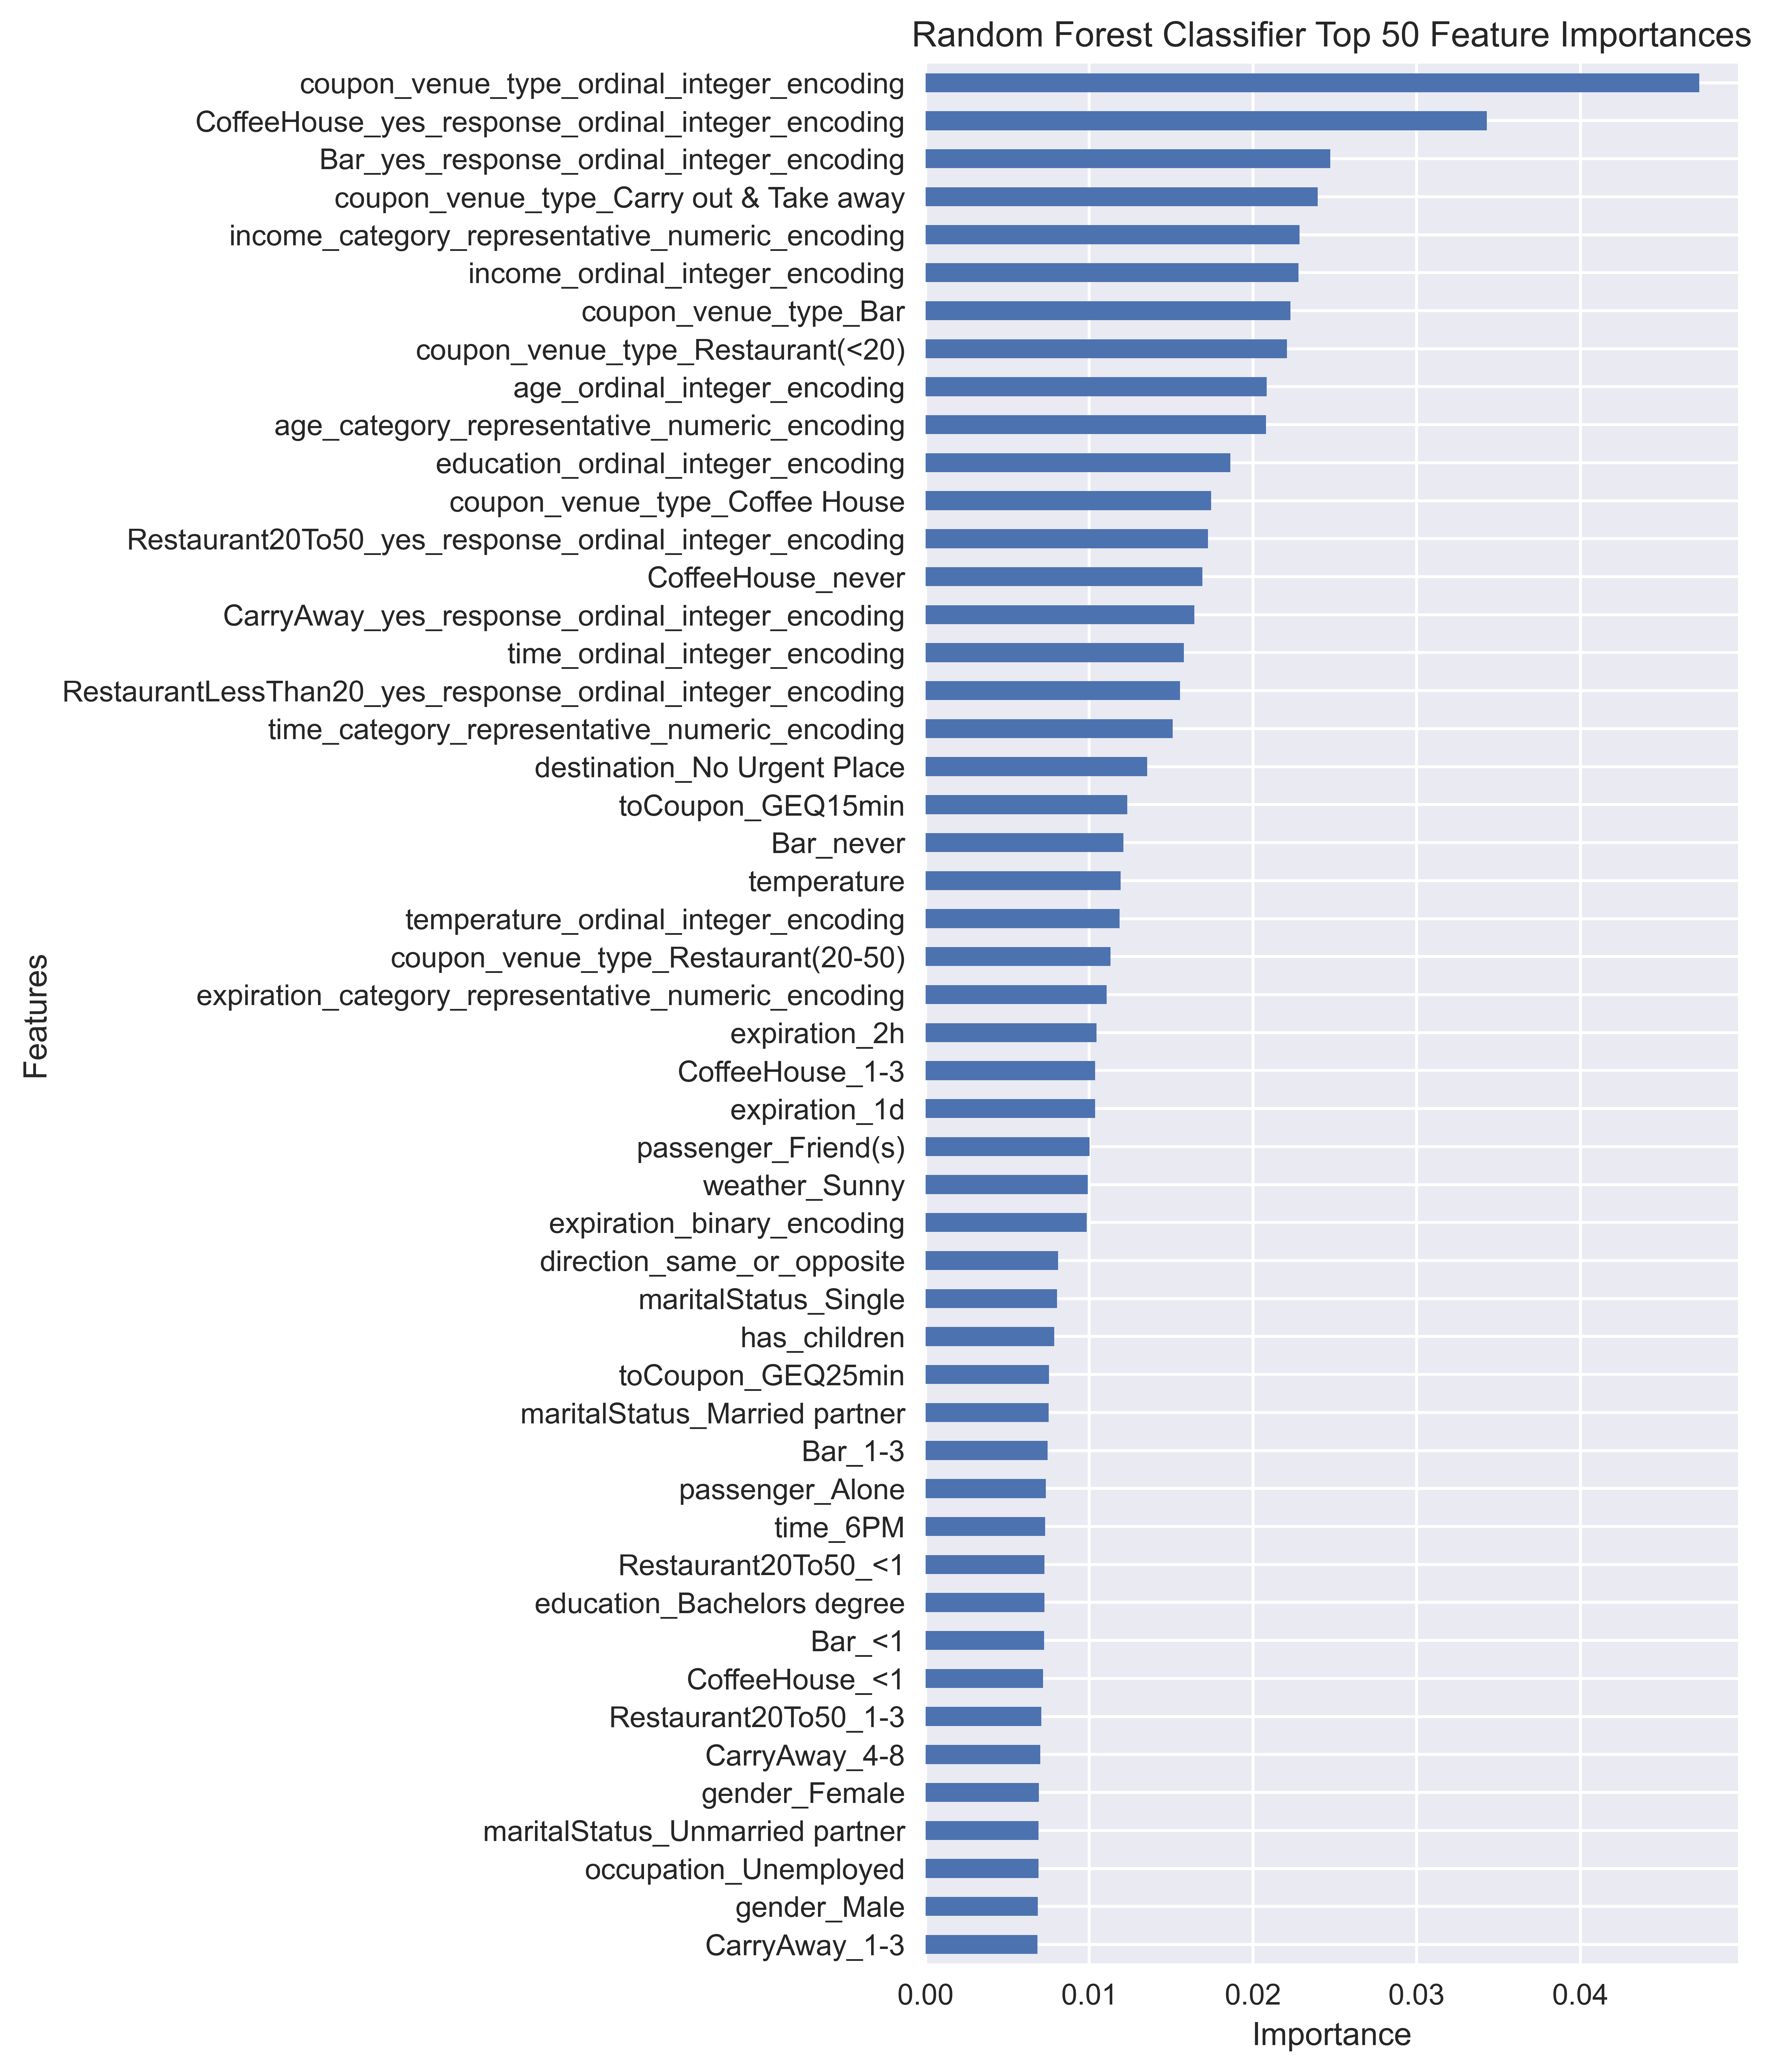 Random Forest Classifier Top 50 Feature Importances
coupon_venue_type_ordinal_integer_encoding
CoffeeHouse_yes_response_ordinal_integer_encoding
Bar_yes_response_ordinal_integer_encoding
coupon_venue_type_Carry out & Take away
income_category_representative_numeric_encoding
income_ordinal_integer_encoding
coupon_venue_type_Bar
coupon_venue_type_Restaurant(<20)
age_ordinal_integer_encoding
age_category_representative_numeric_encoding
education_ordinal_integer_encoding
coupon_venue_type_Coffee House
Restaurant20To50_yes_response_ordinal_integer_encoding
CoffeeHouse_never
CarryAway_yes_response_ordinal_integer_encoding
time_ordinal_integer_encoding
RestaurantLessThan20_yes_response_ordinal_integer_encoding
time_category_representative_numeric_encoding
destination_No Urgent Place
toCoupon_GEQ15min
Bar_never
temperature
temperature_ordinal_integer_encoding
coupon_venue_type_Restaurant(20-50)
expiration_category_representative_numeric_encoding
expiration_2h
CoffeeHouse_1-3
expiration_1d
passenger_Friend(s)
weather_Sunny
expiration_binary_encoding
direction_same_or_opposite
maritalStatus_Single
has_children
toCoupon_GEQ25min
maritalStatus_Married partner
Bar_1-3
passenger_Alone
time_6PM
Restaurant20To50_<1
education_Bachelors degree
Bar_<1
CoffeeHouse_<1
Restaurant20To50_1-3
CarryAway_4-8
gender_Female
maritalStatus_Unmarried partner
occupation_Unemployed
gender_Male
CarryAway_1-3
Features
0.00 0.01 0.02 0.03 0.04
Importance